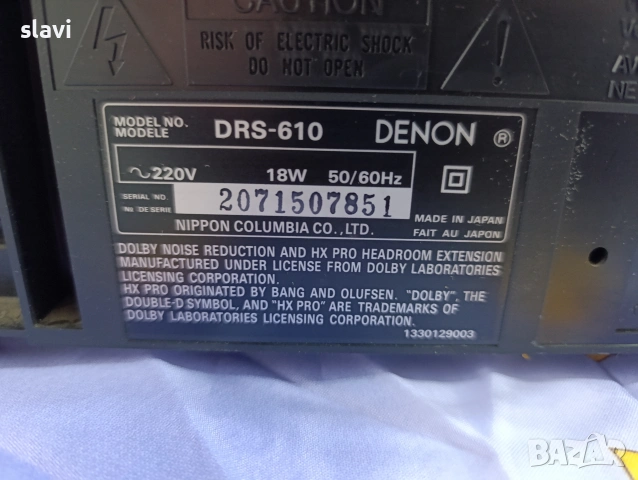 slavi
CAUTION
RISK OF ELECTRIC SHOCK
DO NOT OPEN
AV
NE
MODEL NO.
MODELE
DRS-610
DENON ®
~220V 18W 50/60Hz
SERIAL NO.
No DE SERIE
2071507851
NIPPON COLUMBIA CO.,LTD.
MADE IN JAPAN
FAIT AU JAPON
DOLBY NOISE REDUCTION AND HX PRO HEADROOM EXTENSION
MANUFACTURED UNDER LICENSE FROM DOLBY LABORATORIES
LICENSING CORPORATION.
HX PRO ORIGINATED BY BANG AND OLUFSEN. "DOLBY", THE
DOUBLE-D SYMBOL, AND "HX PRO" ARE TRADEMARKS OF
DOLBY LABORATORIES LICENSING CORPORATION.
1330129003
BAZAR